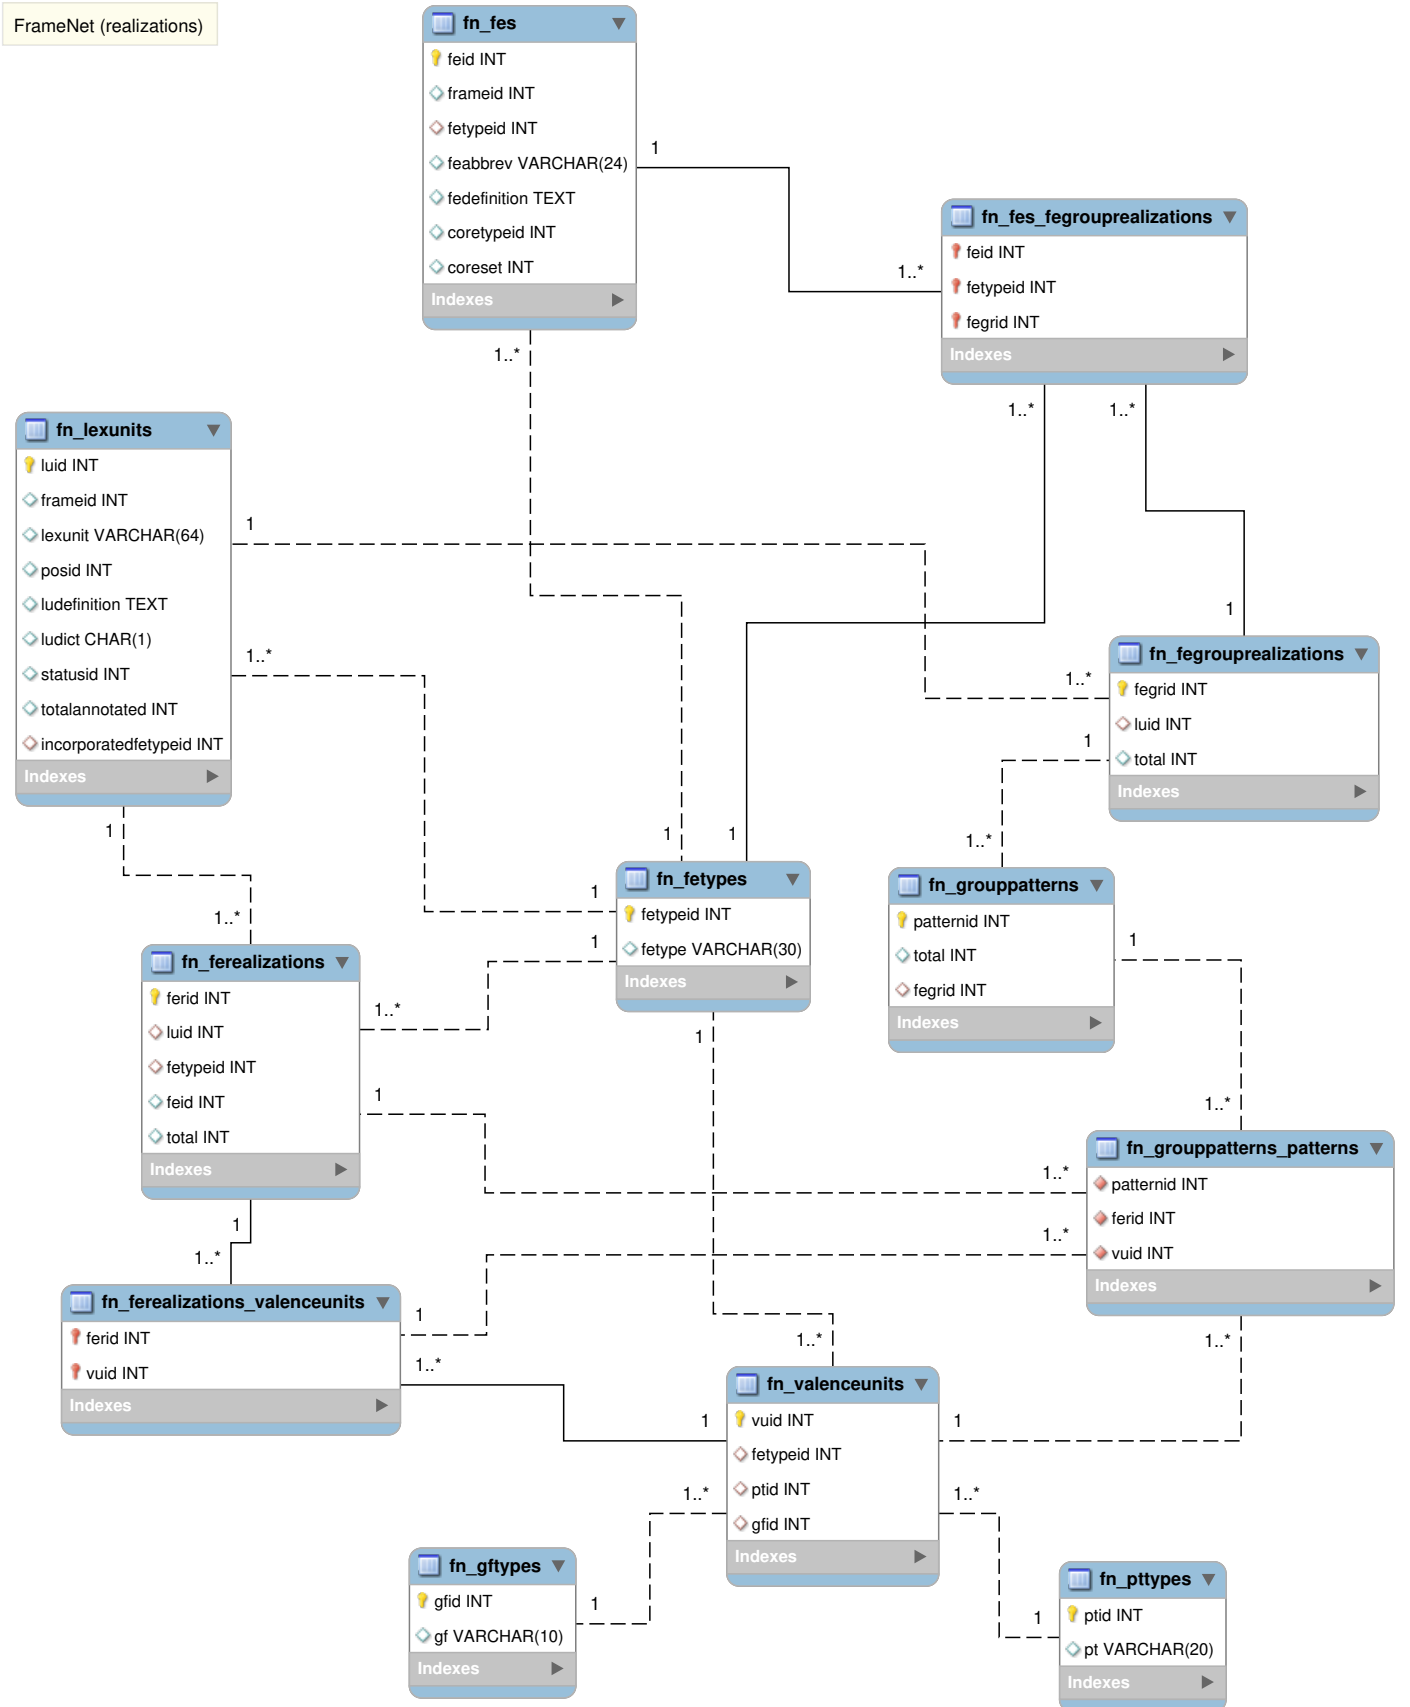 FrameNet (realizations)
fn_fes
feid INT
frameid INT
fetypeid INT
feabbrev VARCHAR(24)
fedefinition TEXT
coretypeid INT
coreset INT
Indexes
1
1..*
1..*
fn_fes_fegrouprealizations
feid INT
fetypeid INT
fegrid INT
Indexes
1..*
1..*
fn_lexunits
luid INT
frameid INT
lexunit VARCHAR(64)
posid INT
ludefinition TEXT
ludict CHAR(1)
statusid INT
totalannotated INT
incorporatedfetypeid INT
Indexes
1
1..*
1
1..*
1
fn_fegrouprealizations
fegrid INT
luid INT
total INT
Indexes
1
1..*
1
1
1
1
fn_fetypes
fetypeid INT
fetype VARCHAR(30)
Indexes
1
fn_grouppatterns
patternid INT
total INT
fegrid INT
Indexes
1
1..*
1..*
fn_ferealizations
ferid INT
luid INT
fetypeid INT
feid INT
total INT
Indexes
1..*
1
1
1..*
1..*
1..*
fn_grouppatterns_patterns
patternid INT
ferid INT
vuid INT
Indexes
1..*
fn_ferealizations_valenceunits
ferid INT
vuid INT
Indexes
1
1..*
1..*
fn_valenceunits
vuid INT
fetypeid INT
ptid INT
gfid INT
Indexes
1
1
1..*
1..*
fn_gftypes
gfid INT
gf VARCHAR(10)
Indexes
1
1
fn_pttypes
ptid INT
pt VARCHAR(20)
Indexes